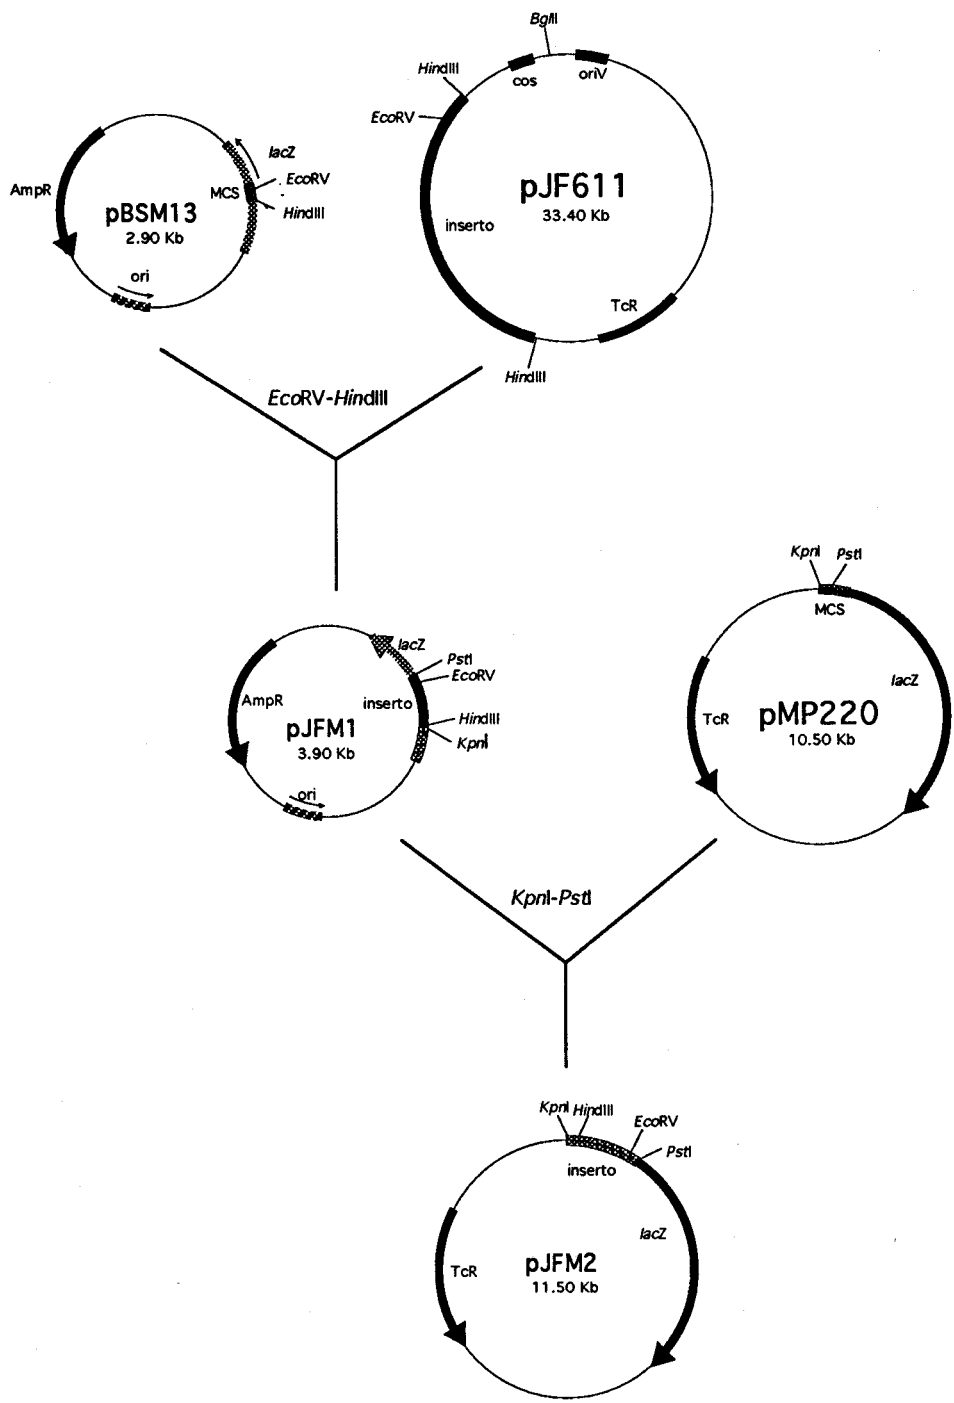 BglII
HindIII
cos
oriV
EcoRV
pJF611
33.40 Kb
inserto
TcR
HindIII
lacZ
AmpR
MCS
EcoRV
HindIII
pBSM13
2.90 Kb
ori
EcoRV-HindIII
KpnI PstI
MCS
lacZ
TcR
pMP220
10.50 Kb
lacZ
PstI
EcoRV
AmpR
inserto
HindIII
KpnI
pJFM1
3.90 Kb
ori
KpnI-PstI
KpnI HindIII
EcoRV
PstI
inserto
lacZ
TcR
pJFM2
11.50 Kb